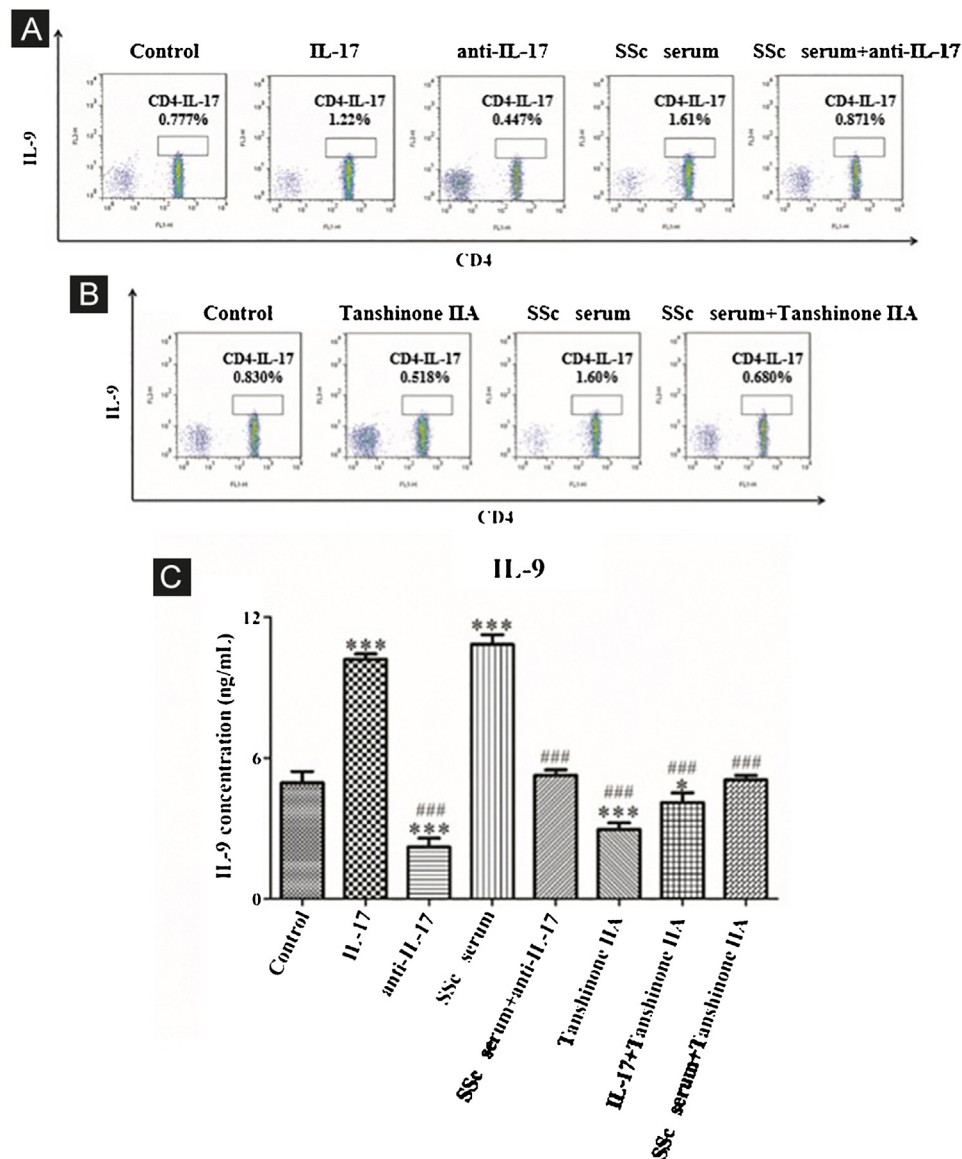 A
Control IL-17 anti-IL-17 SSc serum SSc serum+anti-IL-17
CD4-IL-17 CD4-IL-17 CD4-IL-17 CD4-IL-17 CD4-IL-17
0.777% 1.22% 0.447% 1.61% 0.871%
IL-9
CD4
B
Control Tanshinone IIA SSc serum SSc serum+Tanshinone IIA
CD4-IL-17 CD4-IL-17 CD4-IL-17 CD4-IL-17
0.830% 0.518% 1.60% 0.680%
IL-9
CD4
C
IL-9
IL-9 concentration (ng/mL)
12
6
0
*** ### *** *** ### ### *** ### * ###
Control
IL-17
anti-IL-17
SSc serum
SSc serum+anti-IL-17
Tanshinone IIA
IL-17+Tanshinone IIA
SSc serum+Tanshinone IIA